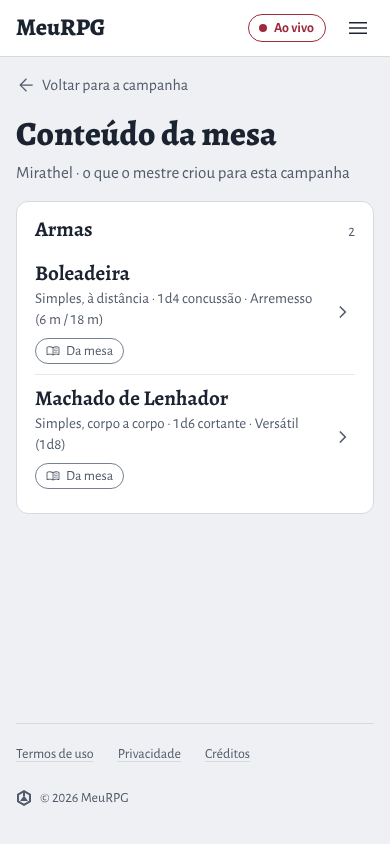 MeuRPG
Ao vivo
Voltar para a campanha
Conteúdo da mesa
Mirathel · o que o mestre criou para esta campanha
Armas
2
Boleadeira
Simples, à distância · 1d4 concussão · Arremesso
(6 m / 18 m)
Da mesa
Machado de Lenhador
Simples, corpo a corpo · 1d6 cortante · Versátil
(1d8)
Da mesa
Termos de uso
Privacidade
Créditos
© 2026 MeuRPG